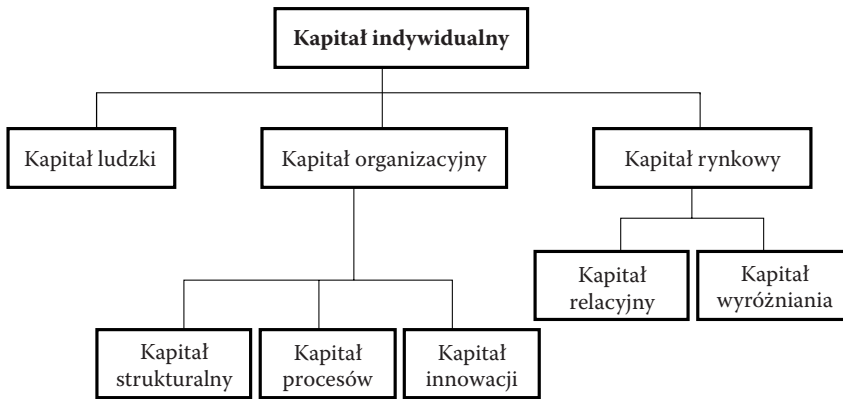 Kapitał indywidualny
Kapitał ludzki
Kapitał organizacyjny
Kapitał rynkowy
Kapitał
relacyjny
Kapitał
wyróżniania
Kapitał
strukturalny
Kapitał
procesów
Kapitał
innowacji